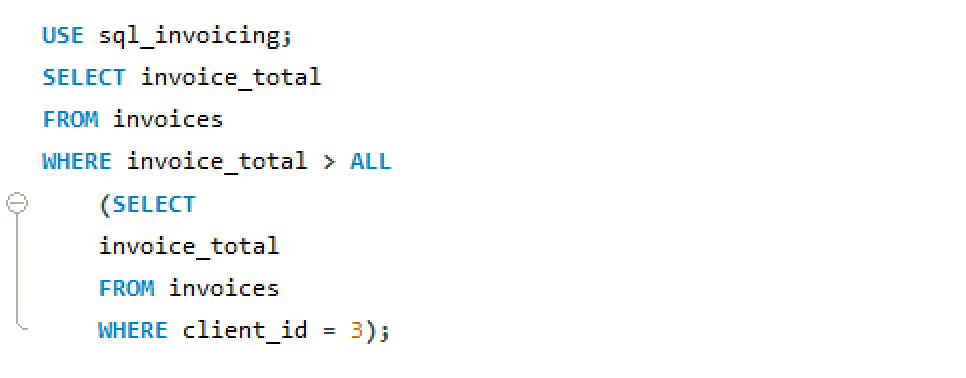 USE sql_invoicing;
SELECT invoice_total
FROM invoices
WHERE invoice_total > ALL
(SELECT
invoice_total
FROM invoices
WHERE client_id = 3);